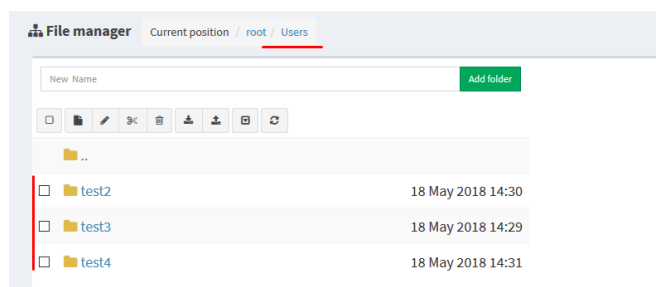 File manager Current position / root / Users
New Name Add folder
..
test2 18 May 2018 14:30
test3 18 May 2018 14:29
test4 18 May 2018 14:31